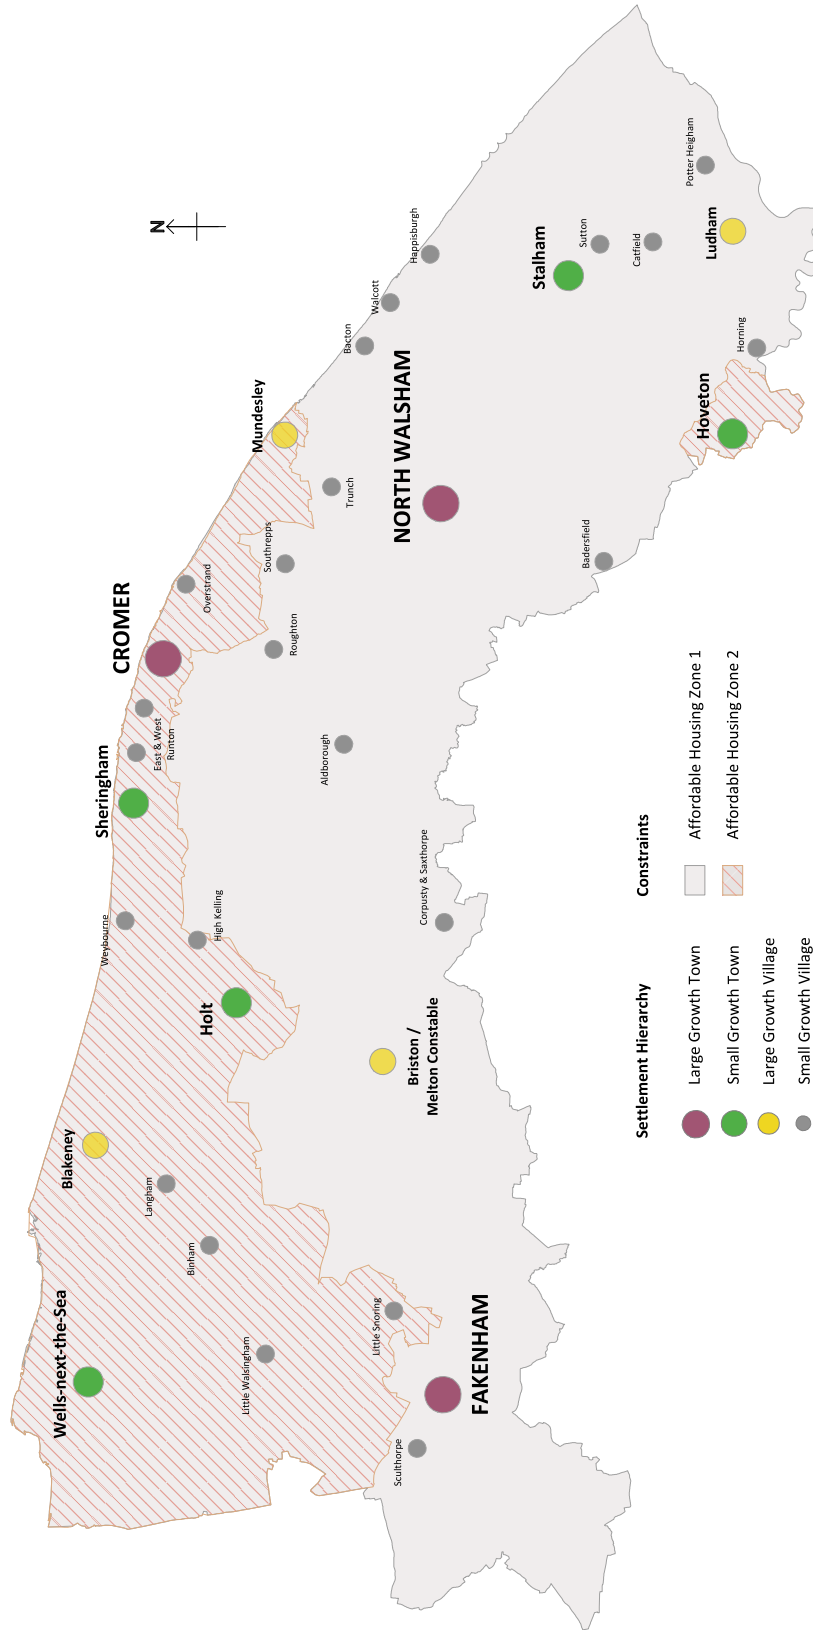 N
Wells-next-the-Sea
Blakeney
Langham
Binham
Little Walsingham
Little Snoring
Sculthorpe
FAKENHAM
Weybourne
Sheringham
East & West
Runton
CROMER
Overstrand
High Kelling
Holt
Briston /
Melton Constable
Corpusty & Saxthorpe
Aldborough
Roughton
Southrepps
Mundesley
Trunch
Bacton
Walcott
Happisburgh
NORTH WALSHAM
Badersfield
Stalham
Sutton
Catfield
Potter Heigham
Ludham
Horning
Hoveton
Settlement Hierarchy
Large Growth Town
Small Growth Town
Large Growth Village
Small Growth Village
Constraints
Affordable Housing Zone 1
Affordable Housing Zone 2